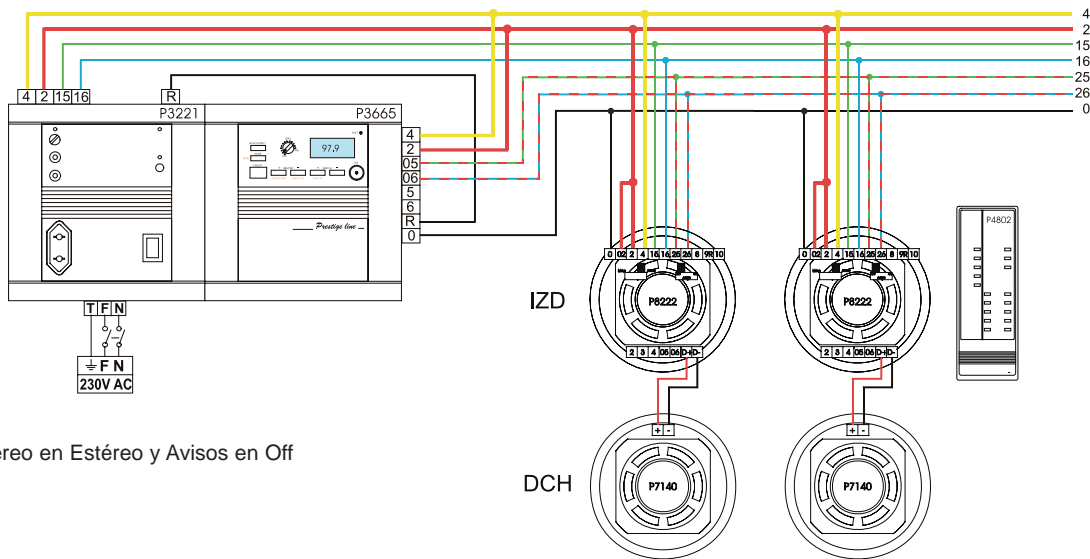 4
2
15
16
25
26
0
4 2 15 16
R
P3221
P3665
97.9
Prestige line
4
2
05
06
5
6
R
0
T F N
F N
230V AC
IZD
0 02 2 4 15 16 25 26 8 9R 10
P8222
2 3 4 05 06 D+ D-
0 02 2 4 15 16 25 26 8 9R 10
P8222
2 3 4 05 06 D+ D-
P4802
ereo en Estéreo y Avisos en Off
DCH
+ -
P7140
+ -
P7140